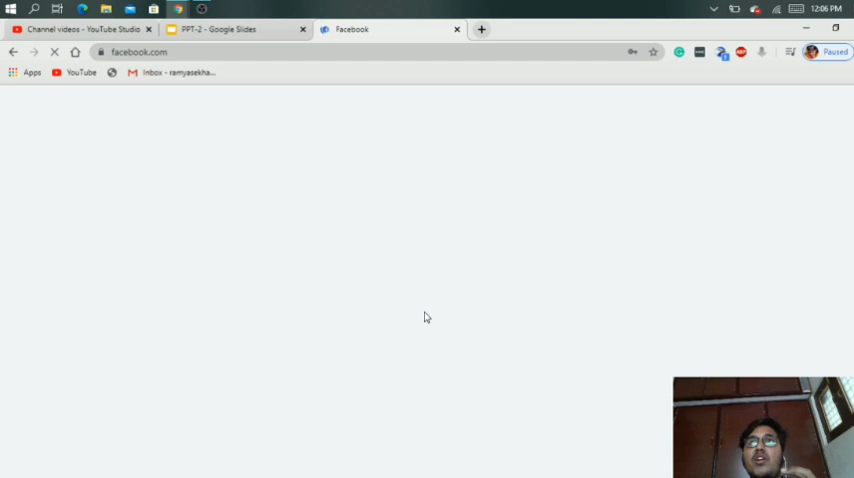 12:06 PM
Channel videos - YouTube Studio
PPT-2 - Google Slides
Facebook
facebook.com
Paused
Apps
YouTube
Inbox - ramyasekha...